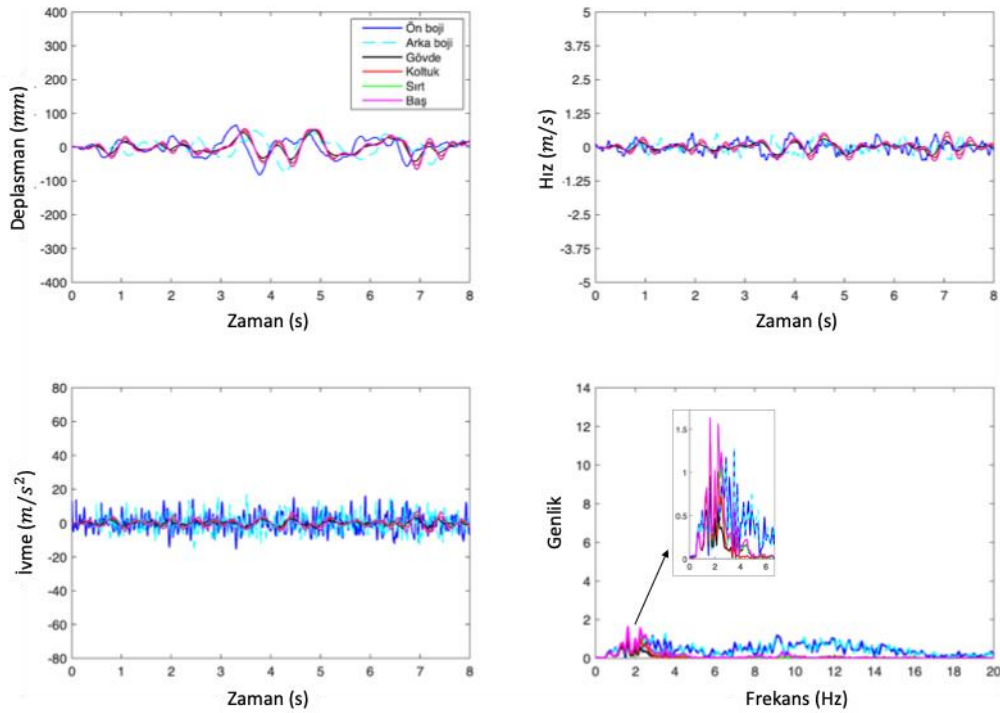 400
300
200
100
0
-100
-200
-300
-400
0 1 2 3 4 5 6 7 8
Deplasman (mm)
Zaman (s)
Ön boji
Arka boji
Gövde
Koltuk
Sırt
Baş
5
3.75
2.5
1.25
0
-1.25
-2.5
-3.75
-5
0 1 2 3 4 5 6 7 8
Hız (m/s)
Zaman (s)
80
60
40
20
0
-20
-40
-60
-80
0 1 2 3 4 5 6 7 8
İvme (m/s²)
Zaman (s)
14
12
10
8
6
4
2
0
0 2 4 6 8 10 12 14 16 18 20
Genlik
Frekans (Hz)
1.5
1
0.5
0
0 2 4 6